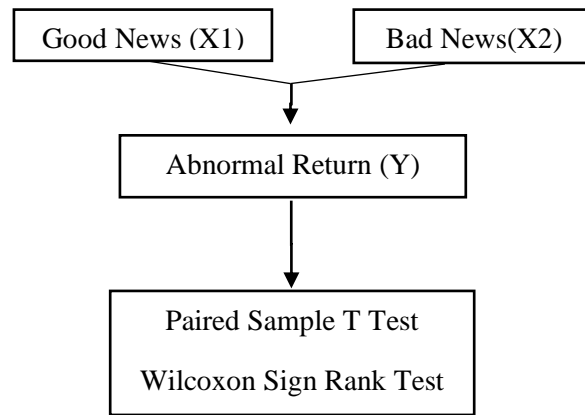 Good News (X1)
Bad News(X2)
Abnormal Return (Y)
Paired Sample T Test
Wilcoxon Sign Rank Test